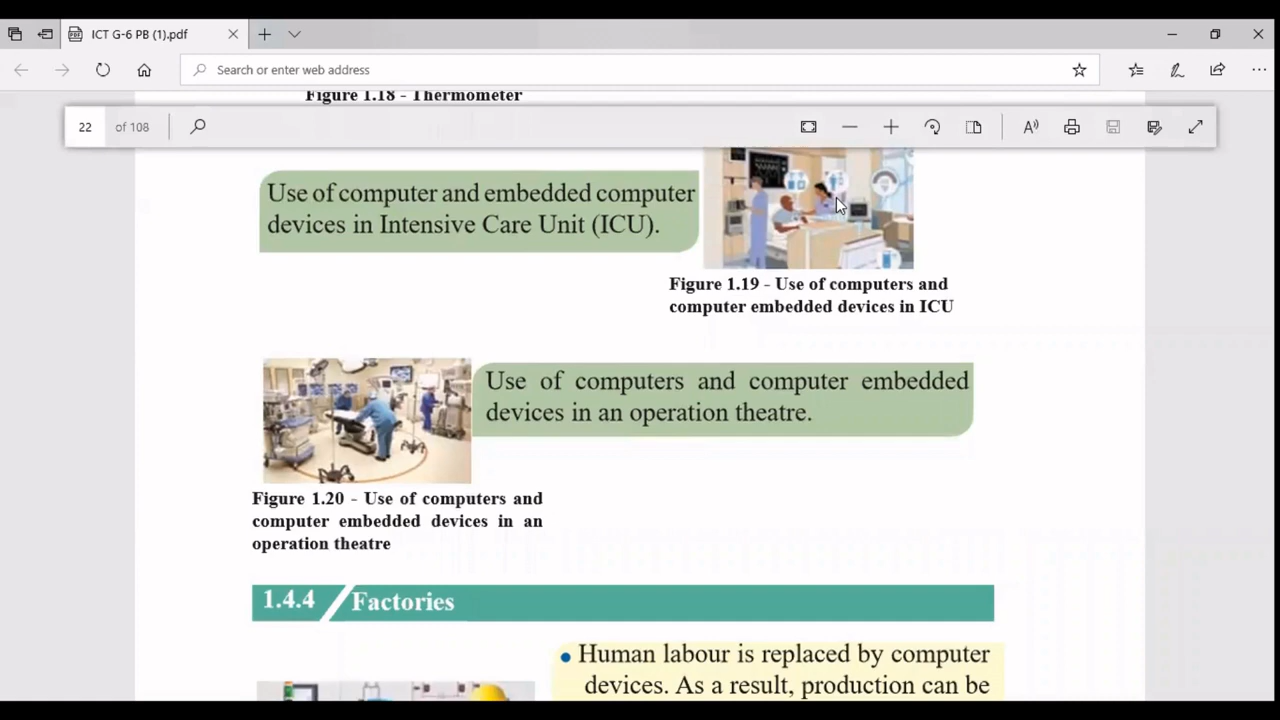 ICT G-6 PB (1).pdf
Search or enter web address
Figure 1.18 - Thermometer
22 of 108
Use of computer and embedded computer
devices in Intensive Care Unit (ICU).
Figure 1.19 - Use of computers and
computer embedded devices in ICU
Use of computers and computer embedded
devices in an operation theatre.
Figure 1.20 - Use of computers and
computer embedded devices in an
operation theatre
1.4.4 Factories
• Human labour is replaced by computer
devices. As a result, production can be